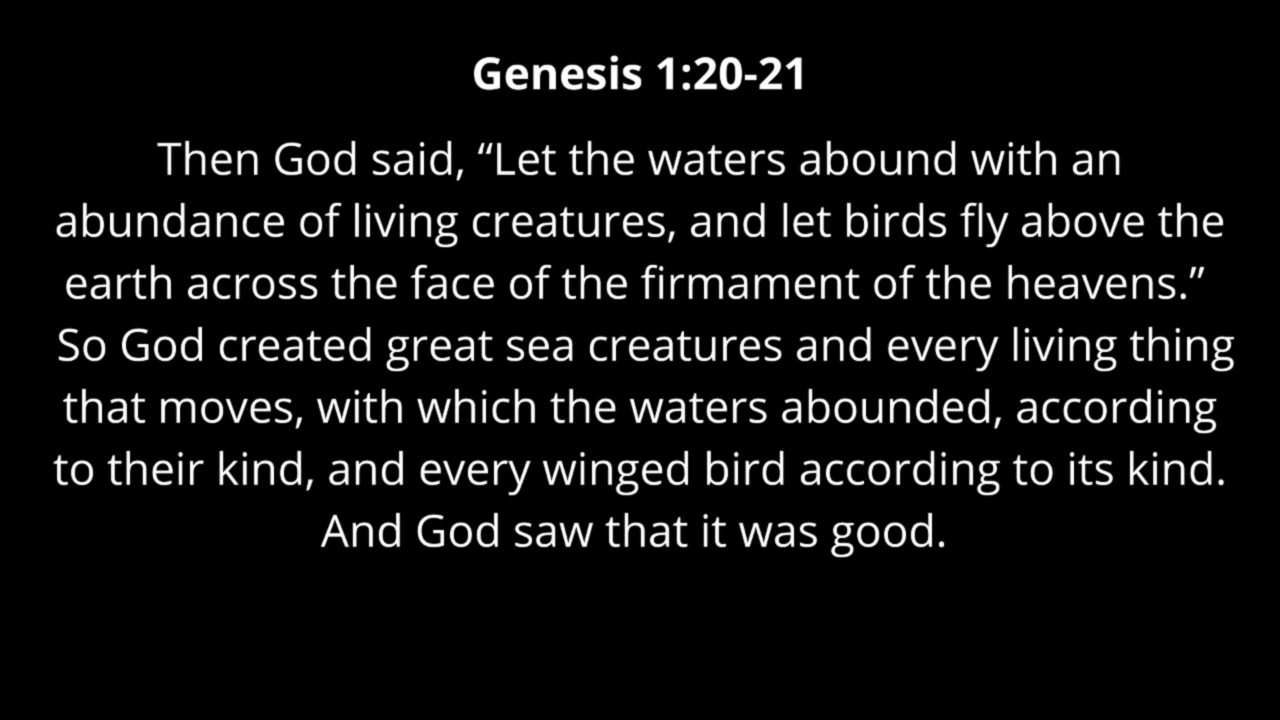 Genesis 1:20-21
Then God said, “Let the waters abound with an
abundance of living creatures, and let birds fly above the
earth across the face of the firmament of the heavens.”
So God created great sea creatures and every living thing
that moves, with which the waters abounded, according
to their kind, and every winged bird according to its kind.
And God saw that it was good.